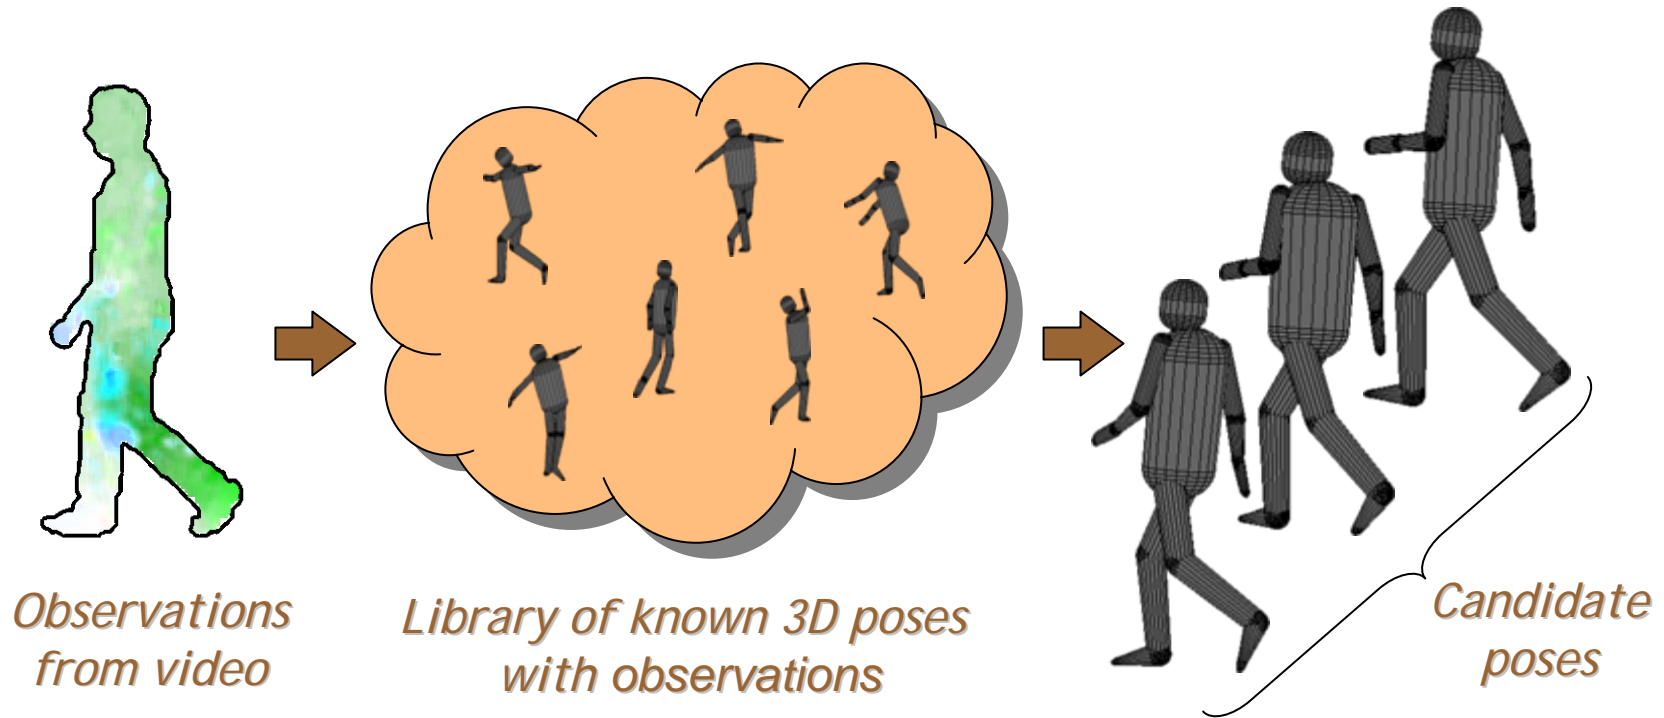 Observations
from video
Library of known 3D poses
with observations
Candidate
poses